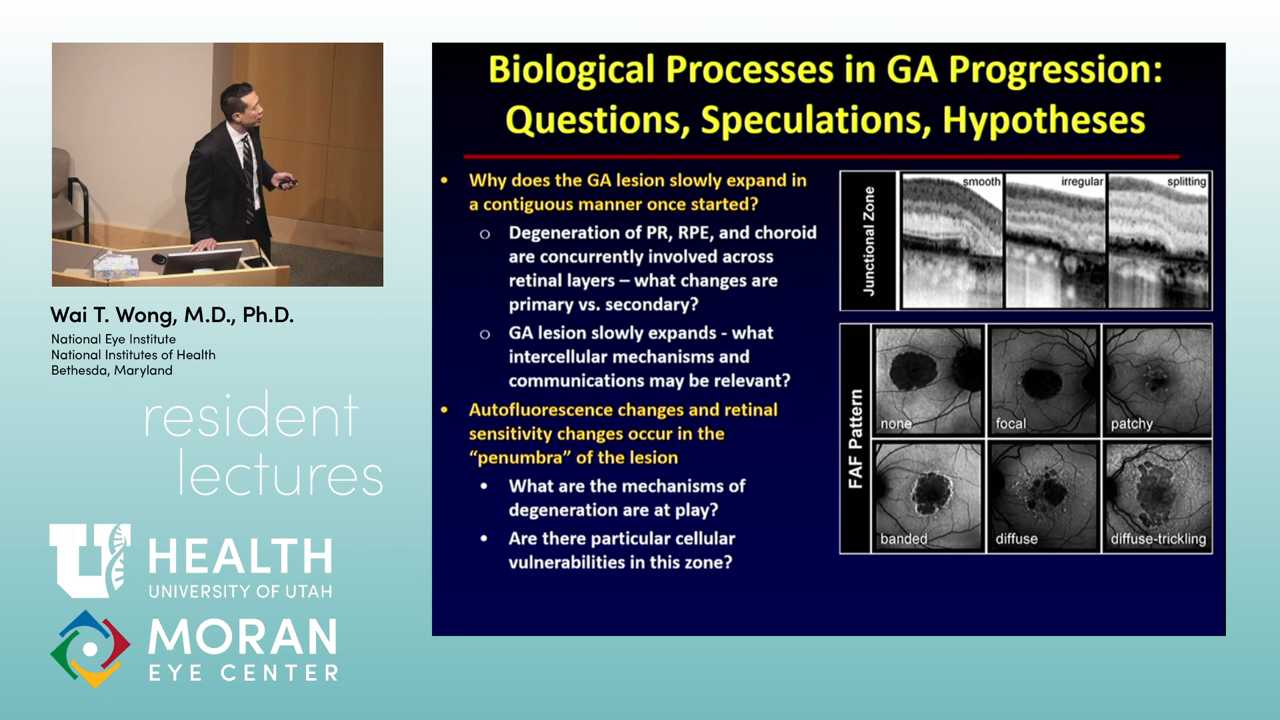 Wai T. Wong, M.D., Ph.D.
National Eye Institute
National Institutes of Health
Bethesda, Maryland
resident
lectures
U
HEALTH
UNIVERSITY OF UTAH
MORAN
EYE CENTER
Biological Processes in GA Progression:
Questions, Speculations, Hypotheses
• Why does the GA lesion slowly expand in
a contiguous manner once started?
o Degeneration of PR, RPE, and choroid
are concurrently involved across
retinal layers – what changes are
primary vs. secondary?
o GA lesion slowly expands - what
intercellular mechanisms and
communications may be relevant?
• Autofluorescence changes and retinal
sensitivity changes occur in the
“penumbra” of the lesion
• What are the mechanisms of
degeneration are at play?
• Are there particular cellular
vulnerabilities in this zone?
Junctional Zone
smooth
irregular
splitting
FAF Pattern
none
focal
patchy
banded
diffuse
diffuse-trickling